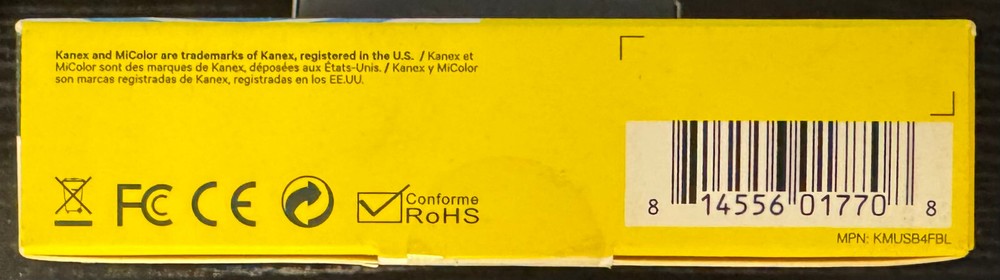 Kanex and MiColor are trademarks of Kanex, registered in the U.S. / Kanex et
MiColor sont des marques de Kanex, déposées aux États-Unis. / Kanex y MiColor
son marcas registradas de Kanex, registradas en los EE.UU.
FC CE
Conforme
RoHS
8 14556 01770 8
MPN: KMUSB4FBL